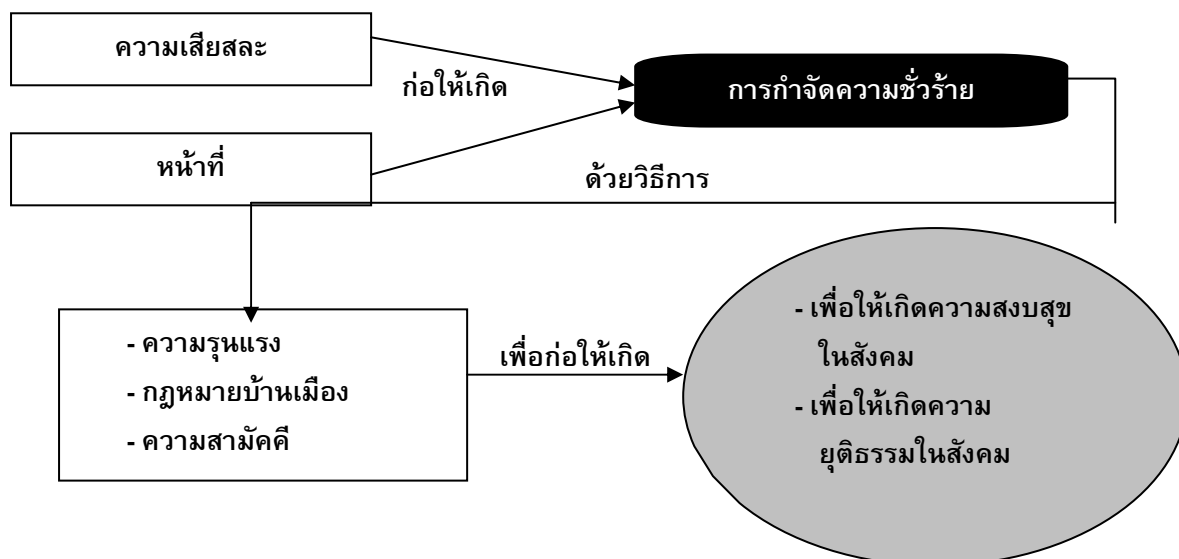 ความเสียสละ
ก่อให้เกิด
การกำจัดความชั่วร้าย
หน้าที่
ด้วยวิธีการ
- ความรุนแรง
- กฎหมายบ้านเมือง
- ความสามัคคี
เพื่อก่อให้เกิด
- เพื่อให้เกิดความสงบสุข
ในสังคม
- เพื่อให้เกิดความ
ยุติธรรมในสังคม